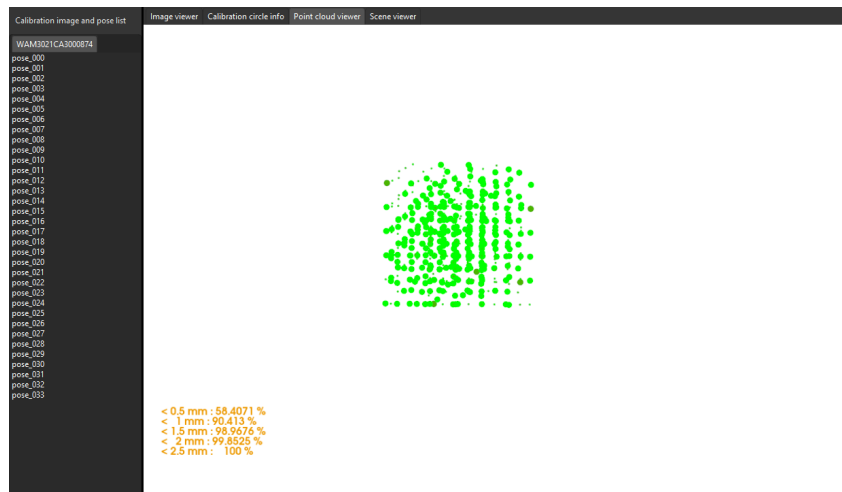 Calibration image and pose list
Image viewer Calibration circle info Point cloud viewer Scene viewer
WAM3021CA3000874
pose_000
pose_001
pose_002
pose_003
pose_004
pose_005
pose_006
pose_007
pose_008
pose_009
pose_010
pose_011
pose_012
pose_013
pose_014
pose_015
pose_016
pose_017
pose_018
pose_019
pose_020
pose_021
pose_022
pose_023
pose_024
pose_025
pose_026
pose_027
pose_028
pose_029
pose_030
pose_031
pose_032
pose_033
< 0.5 mm : 58.4071 %
< 1 mm : 90.413 %
< 1.5 mm : 98.9676 %
< 2 mm : 99.8525 %
< 2.5 mm : 100 %